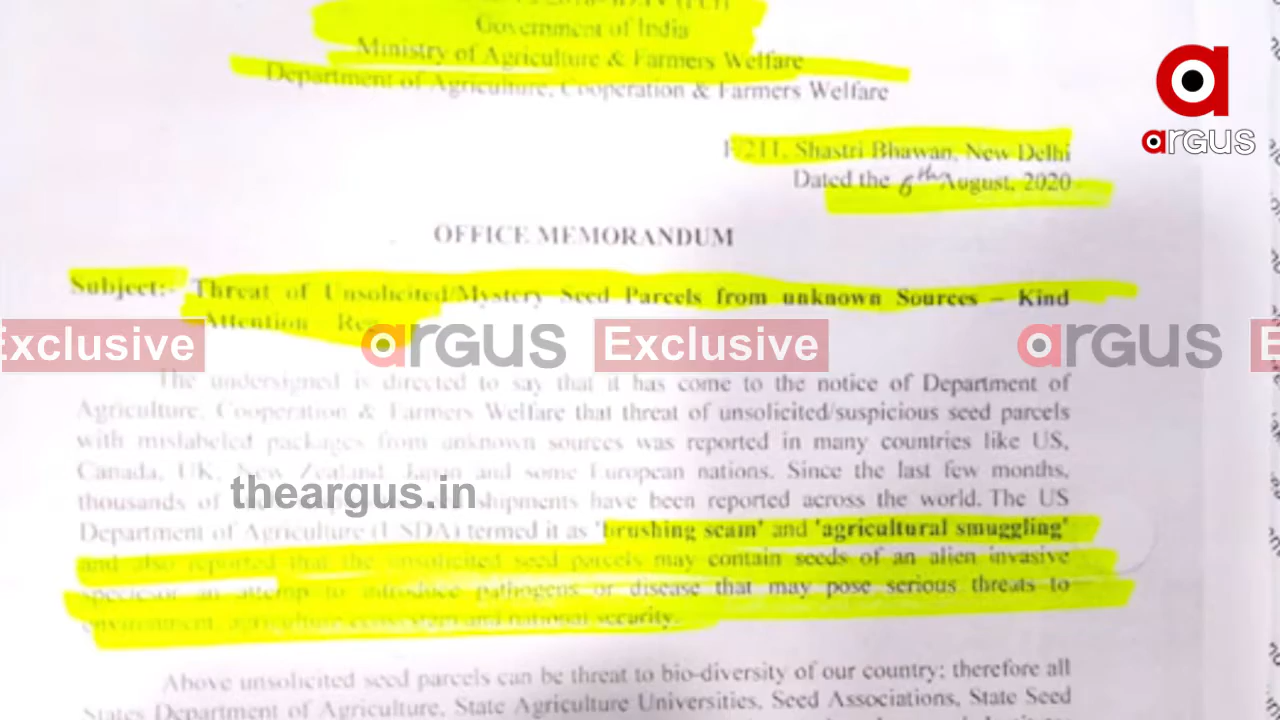 Government of India
Ministry of Agriculture & Farmers Welfare
Department of Agriculture, Cooperation & Farmers Welfare
argus
211, Shastri Bhawan, New Delhi
Dated the 6th August, 2020
OFFICE MEMORANDUM
Subject:- Threat of Unsolicited/Mystery Seed Parcels from unknown Sources – Kind
Attention
Exclusive argus Exclusive argus
The undersigned is directed to say that it has come to the notice of Department of
Agriculture, Cooperation & Farmers Welfare that threat of unsolicited/suspicious seed parcels
with mislabeled packages from unknown sources was reported in many countries like US,
Canada, UK, New Zealand, Japan and some European nations. Since the last few months,
thousands of shipments have been reported across the world. The US
theargus.in
Department of Agriculture (USDA) termed it as 'brushing scam' and 'agricultural smuggling'
and also reported that the unsolicited seed parcels may contain seeds of an alien invasive
an attemp to introduce pathogens or disease that may pose serious threats to
environment, agriculture ecosystem and national security.
Above unsolicited seed parcels can be threat to bio-diversity of our country; therefore all
States Department of Agriculture, State Agriculture Universities, Seed Associations, State Seed